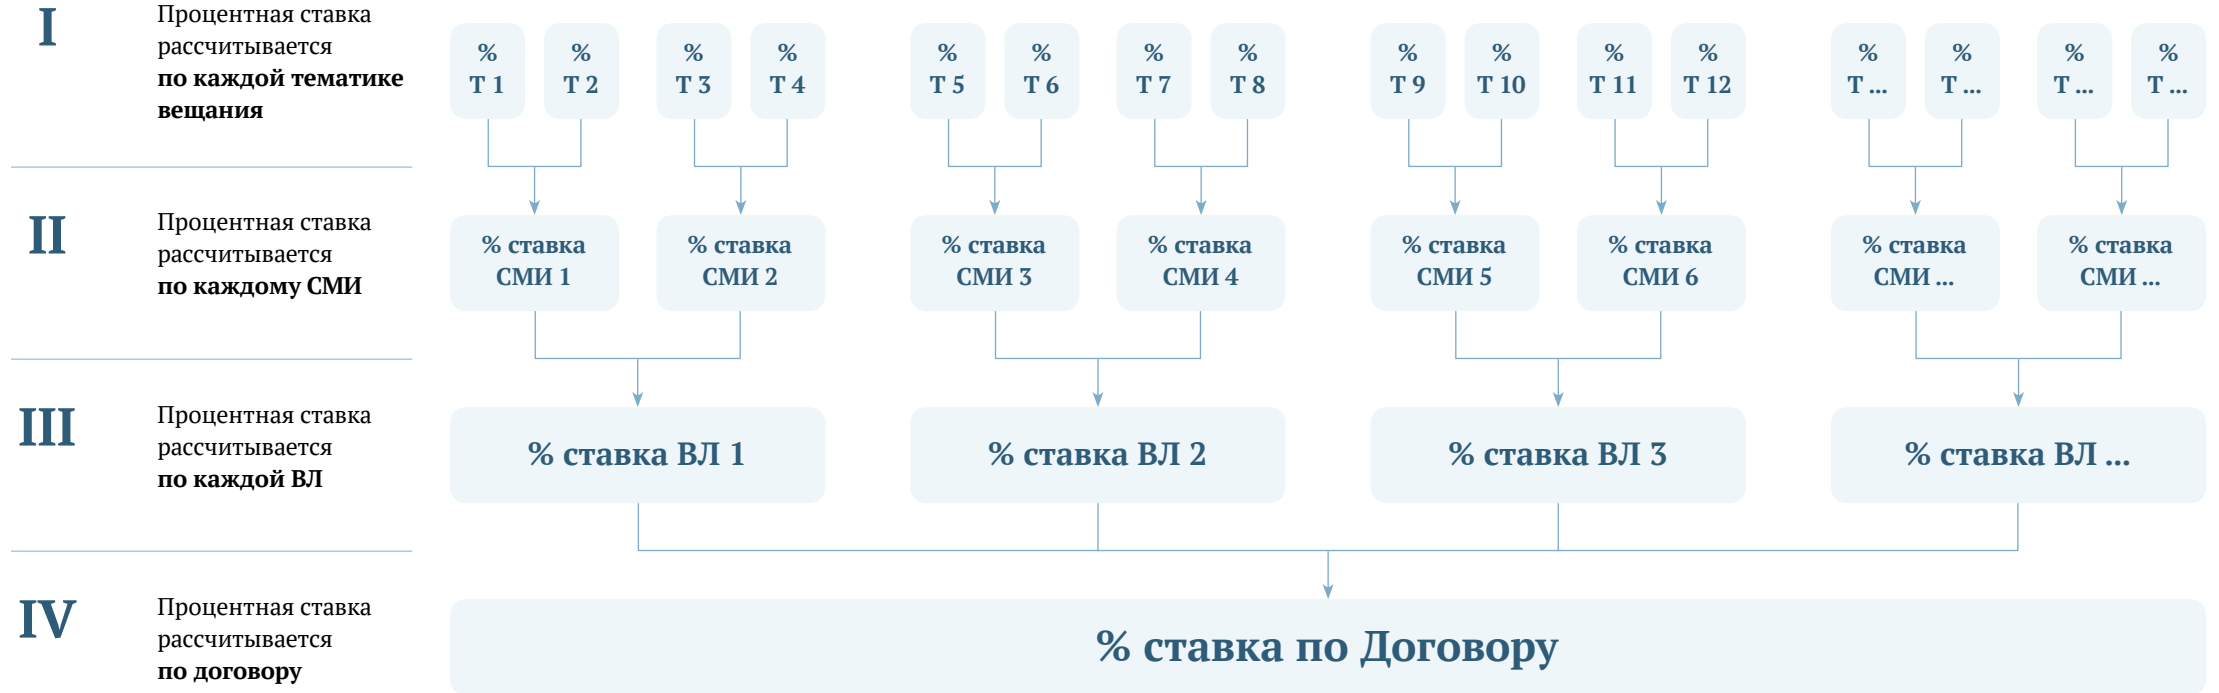 I
Процентная ставка
рассчитывается
по каждой тематике
вещания
%
Т 1
%
Т 2
%
Т 3
%
Т 4
%
Т 5
%
Т 6
%
Т 7
%
Т 8
%
Т 9
%
Т 10
%
Т 11
%
Т 12
%
Т ...
%
Т ...
%
Т ...
%
Т ...
II
Процентная ставка
рассчитывается
по каждому СМИ
% ставка
СМИ 1
% ставка
СМИ 2
% ставка
СМИ 3
% ставка
СМИ 4
% ставка
СМИ 5
% ставка
СМИ 6
% ставка
СМИ ...
% ставка
СМИ ...
III
Процентная ставка
рассчитывается
по каждой ВЛ
% ставка ВЛ 1
% ставка ВЛ 2
% ставка ВЛ 3
% ставка ВЛ ...
IV
Процентная ставка
рассчитывается
по договору
% ставка по Договору